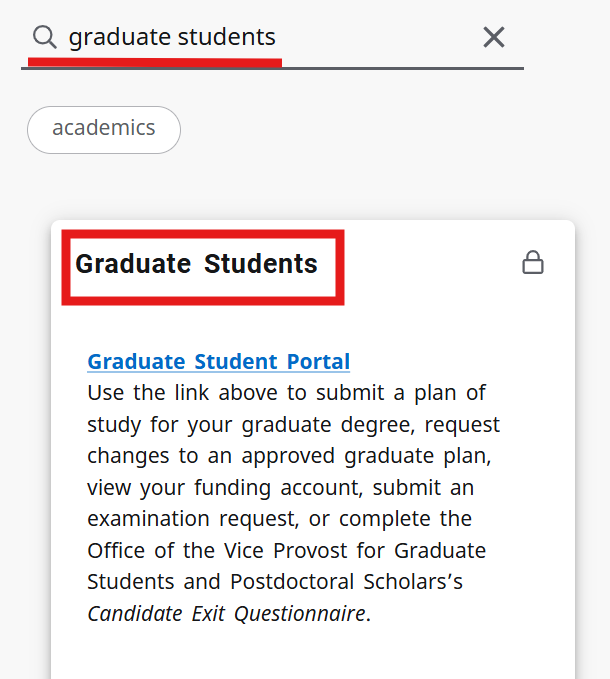 graduate students
academics
Graduate Students
Graduate Student Portal
Use the link above to submit a plan of
study for your graduate degree, request
changes to an approved graduate plan,
view your funding account, submit an
examination request, or complete the
Office of the Vice Provost for Graduate
Students and Postdoctoral Scholars’s
Candidate Exit Questionnaire.